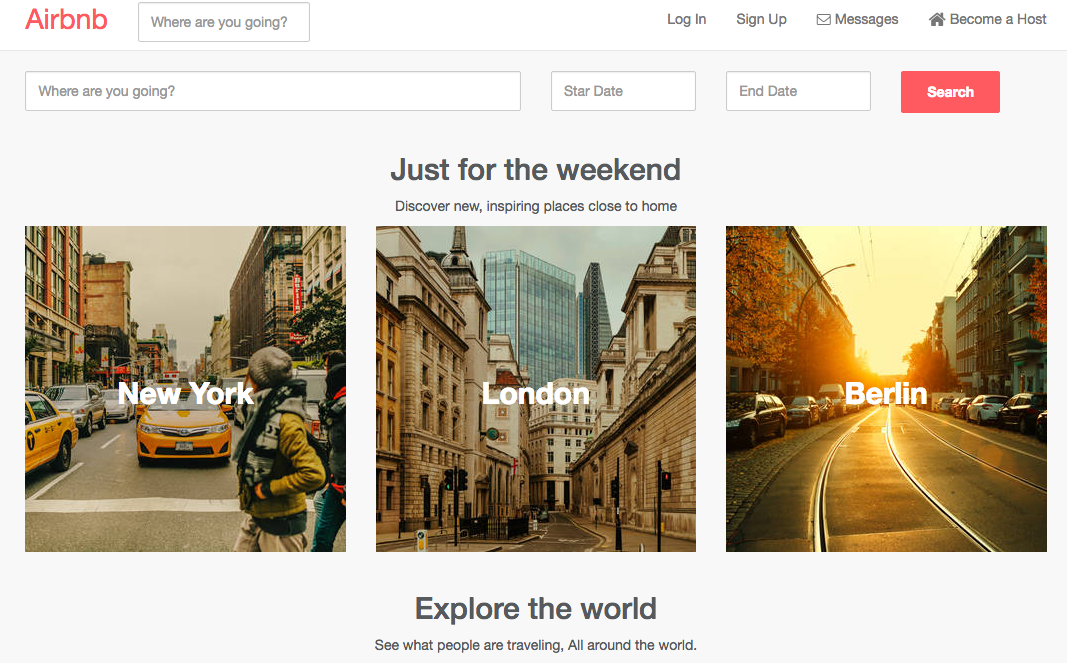 Airbnb
Where are you going?
Log In
Sign Up
Messages
Become a Host
Where are you going?
Star Date
End Date
Search
Just for the weekend
Discover new, inspiring places close to home
New York
London
Berlin
Explore the world
See what people are traveling, All around the world.